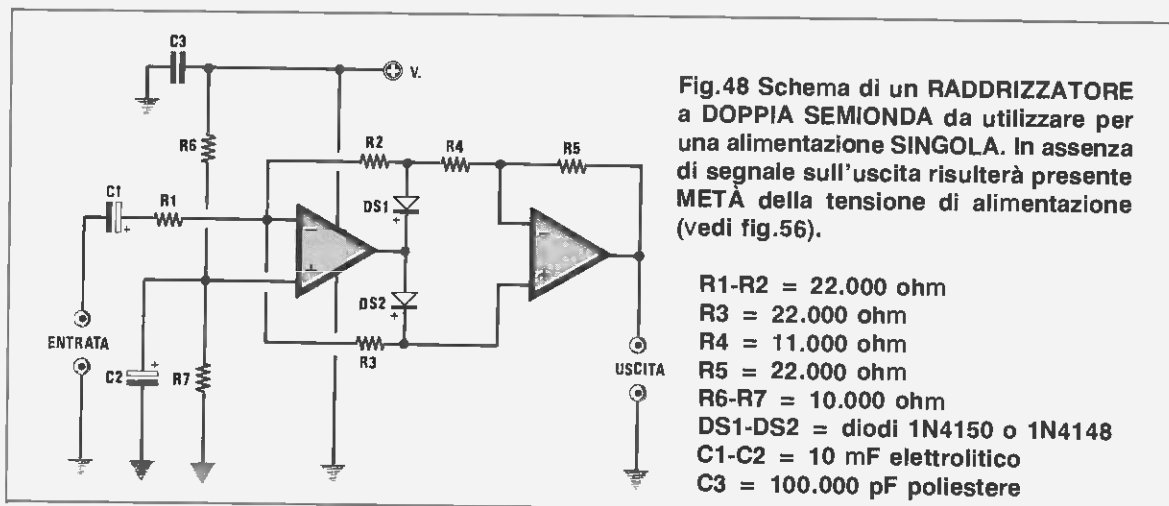 C3
V.
R6
R2
R4
R5
C1
R1
DS1
+
+
-
-
+
+
DS2
+
ENTRATA
C2
+
R7
R3
USCITA
Fig.48 Schema di un RADDRIZZATORE
a DOPPIA SEMIONDA da utilizzare per
una alimentazione SINGOLA. In assenza
di segnale sull'uscita risulterà presente
METÀ della tensione di alimentazione
(vedi fig.56).
R1-R2 = 22.000 ohm
R3 = 22.000 ohm
R4 = 11.000 ohm
R5 = 22.000 ohm
R6-R7 = 10.000 ohm
DS1-DS2 = diodi 1N4150 o 1N4148
C1-C2 = 10 mF elettrolitico
C3 = 100.000 pF poliestere